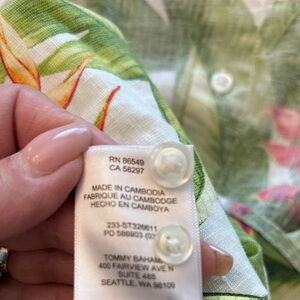 RN 86549
CA 58297
MADE IN CAMBODIA
FABRIQUE AU CAMBODGE
HECHO EN CAMBOYA
233-ST326611
PO 566903
TOMMY BAHAM
400 FAIRVIEW AVE N
SUITE 488
SEATTLE, WA 98109